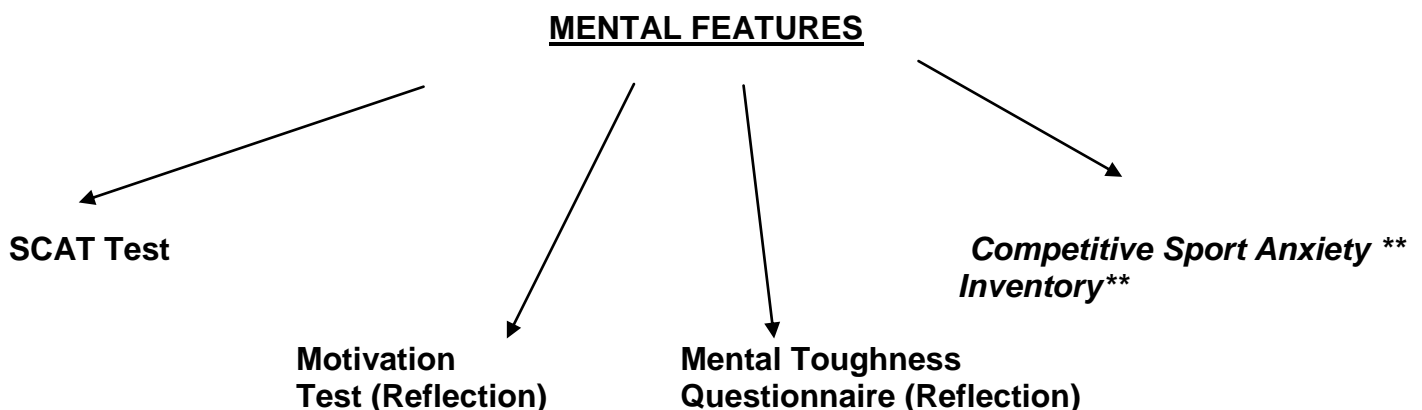 MENTAL FEATURES
SCAT Test
Competitive Sport Anxiety **
Inventory**
Motivation
Test (Reflection)
Mental Toughness
Questionnaire (Reflection)